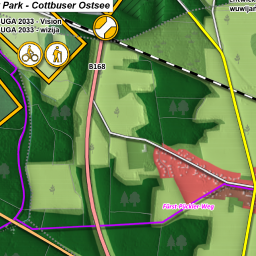 Park - Cottbuser Ostsee
UGA 2033 - Vision
UGA 2033 - wizija
B168
Fürst-Pückler-Weg